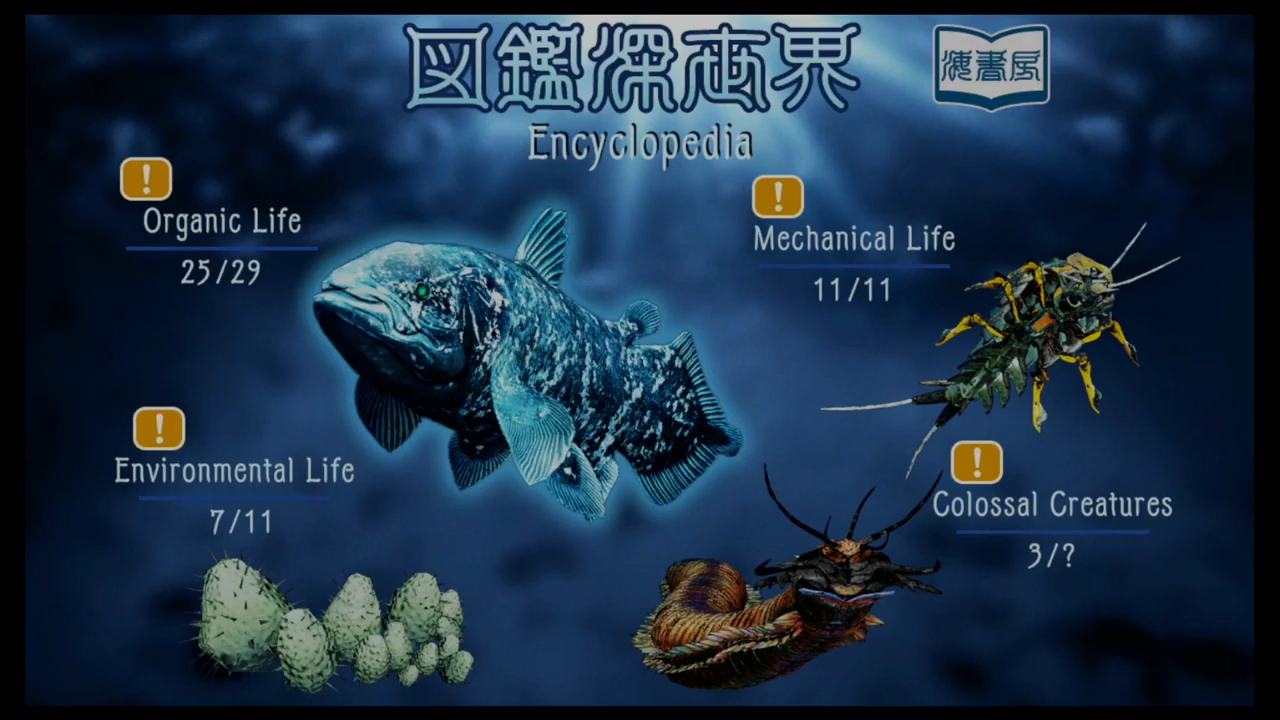 図鑑深世界
Encyclopedia
!
Organic Life
25/29
!
Mechanical Life
11/11
!
Environmental Life
7/11
!
Colossal Creatures
3/?